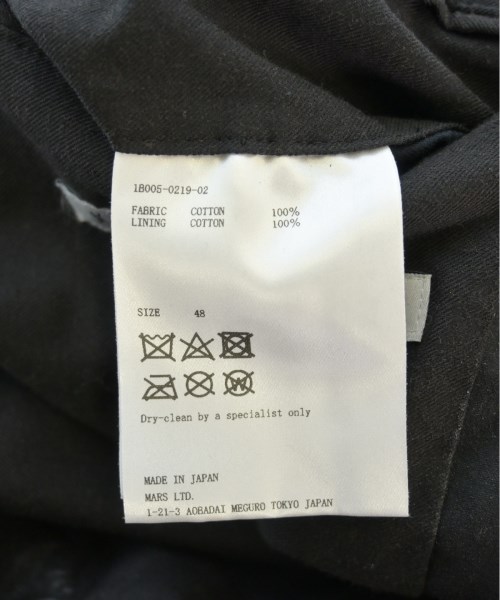 18005-0219-02
FABRIC COTTON 100%
LINING COTTON 100%
SIZE 48
W
Dry-clean by a specialist only
MADE IN JAPAN
MARS LTD.
1-21-3 AOBADAI MEGURO TOKYO JAPAN